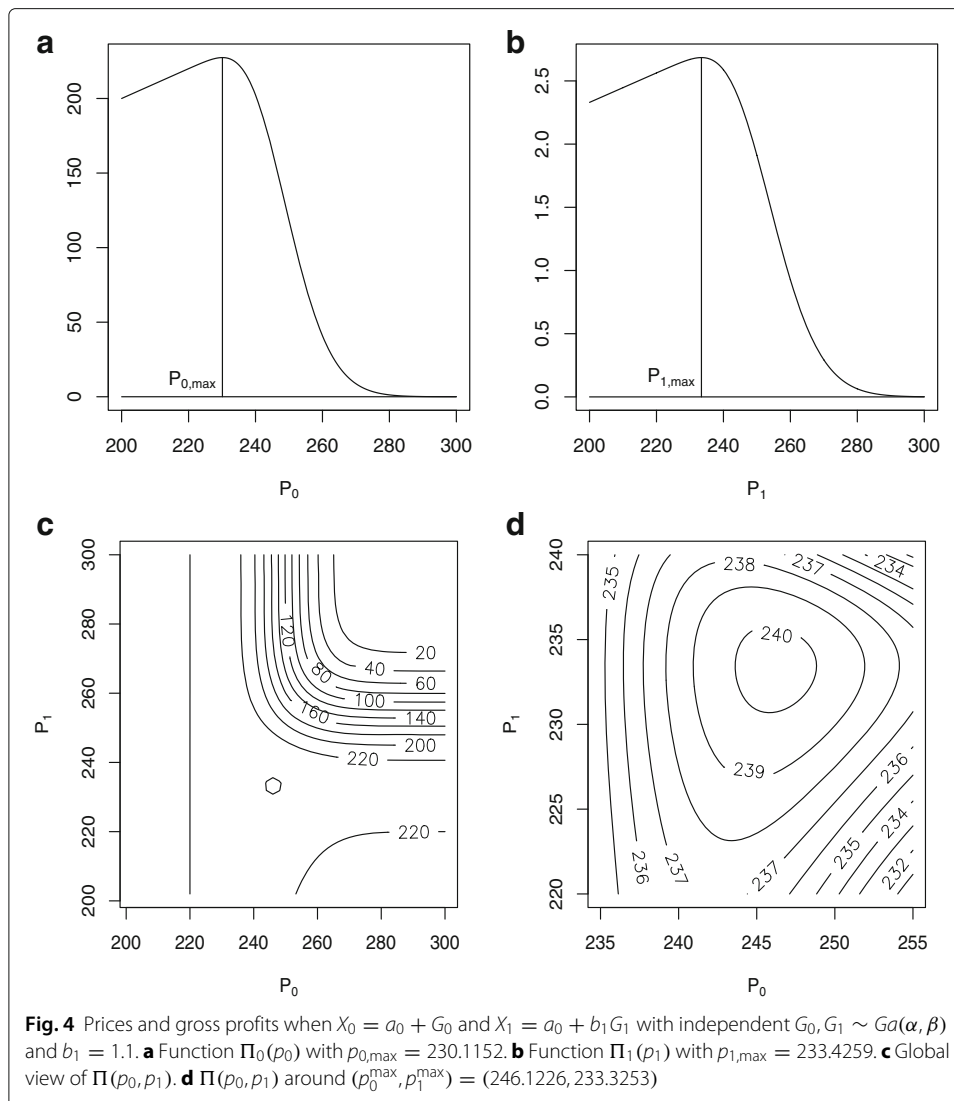 a
200
150
100
50
0
P0,max
200 220 240 260 280 300
P0
b
2.5
2.0
1.5
1.0
0.5
0.0
P1,max
200 220 240 260 280 300
P1
c
300
280
260
240
220
200
P1
120
80
160
20
40
60
100
140
200
220
220
200 220 240 260 280 300
P0
d
240
235
230
225
220
P1
235
238
237
234
240
239
236
237
237
236
235
234
232
235 240 245 250 255
P0
Fig. 4 Prices and gross profits when X0 = a0 + G0 and X1 = a0 + b1G1 with independent G0, G1 ∼ Ga(α, β)
and b1 = 1.1. a Function Π0(p0) with p0,max = 230.1152. b Function Π1(p1) with p1,max = 233.4259. c Global
view of Π(p0, p1). d Π(p0, p1) around (p0^max, p1^max) = (246.1226, 233.3253)